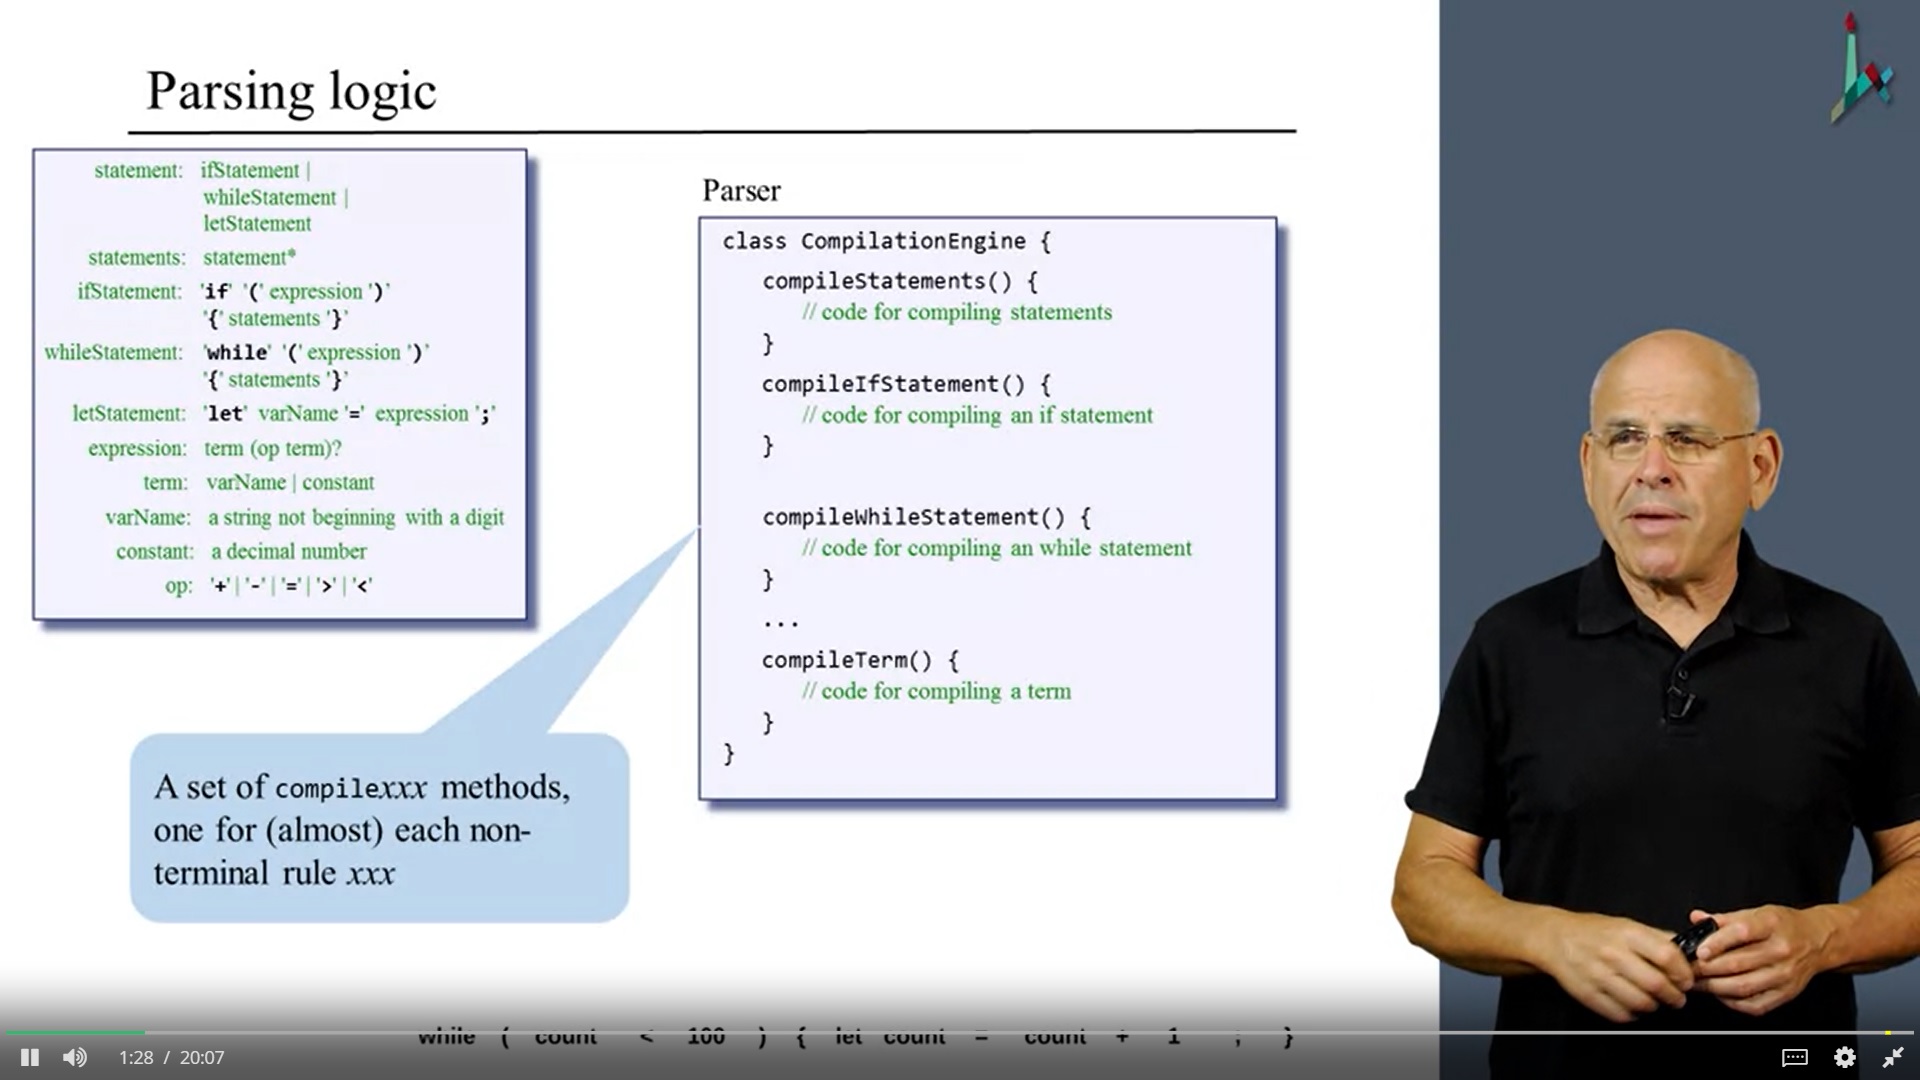 Parsing logic
statement: ifStatement |
whileStatement |
letStatement
statements: statement*
ifStatement: 'if' '(' expression ')'
'{' statements '}'
whileStatement: 'while' '(' expression ')'
'{' statements '}'
letStatement: 'let' varName '=' expression ';'
expression: term (op term)?
term: varName | constant
varName: a string not beginning with a digit
constant: a decimal number
op: '+' | '-' | '=' | '>' | '<'
A set of compilexxx methods,
one for (almost) each non-
terminal rule xxx
Parser
class CompilationEngine {
compileStatements() {
// code for compiling statements
}
compileIfStatement() {
// code for compiling an if statement
}
compileWhileStatement() {
// code for compiling an while statement
}
...
compileTerm() {
// code for compiling a term
}
}
while ( count < 100 ) { let count = count + 1 ; }
1:28 / 20:07